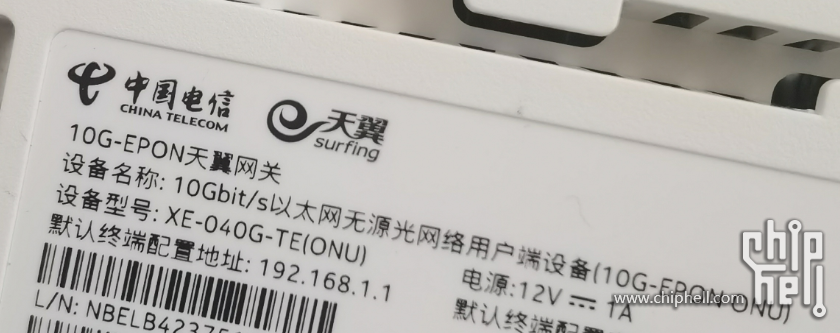 中国电信
CHINA TELECOM
天翼
surfing
10G-EPON天翼网关
设备名称: 10Gbit/s以太网无源光网络用户端设备(10G-EPON ONU)
设备型号: XE-040G-TE(ONU)
电源:12V ⎓ 1A
默认终端配置地址: 192.168.1.1
默认终端
L/N: NBELB4237
chip
hell
www.chiphell.com